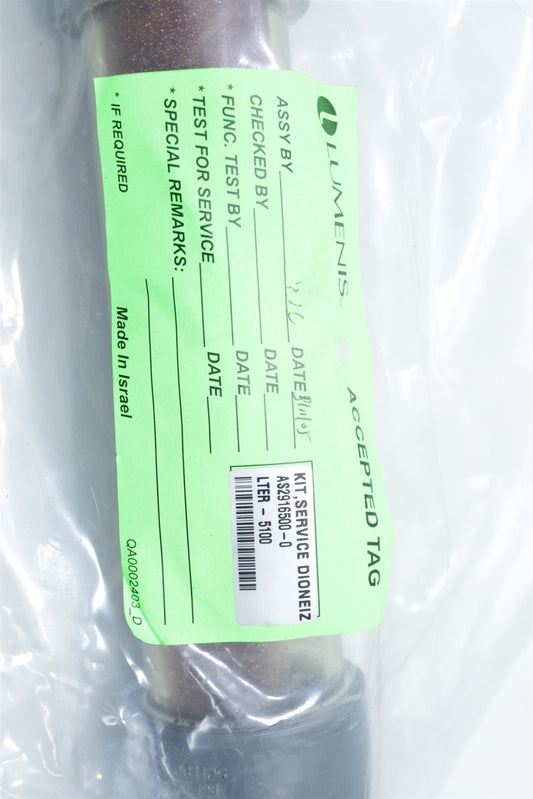 LUMENIS
ACCEPTED TAG
ASSY BY DATE
CHECKED BY DATE
* FUNC. TEST BY DATE
* TEST FOR SERVICE DATE
* SPECIAL REMARKS:
* IF REQUIRED
Made In Israel
QA0002403_D
KIT,SERVICE DIONEIZ
AS2916500-0
LTER - 5100